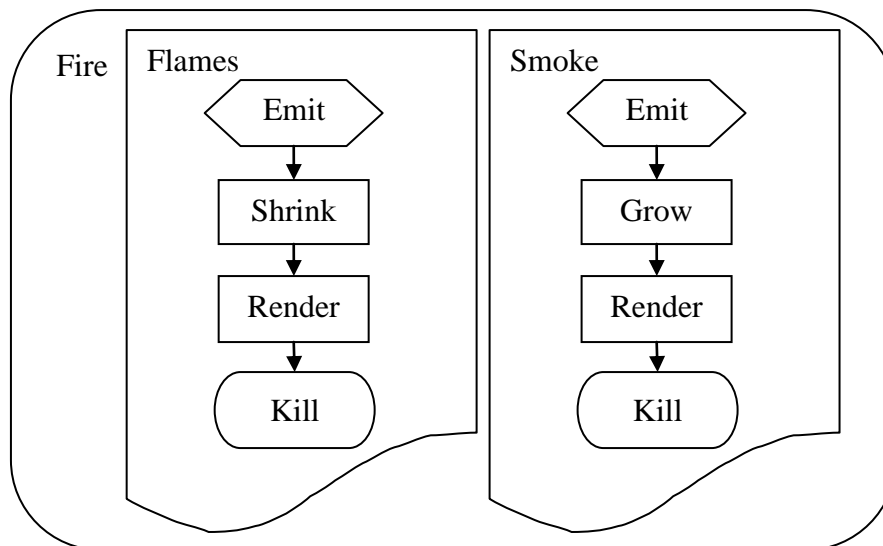 Fire
Flames
Emit
Shrink
Render
Kill
Smoke
Emit
Grow
Render
Kill